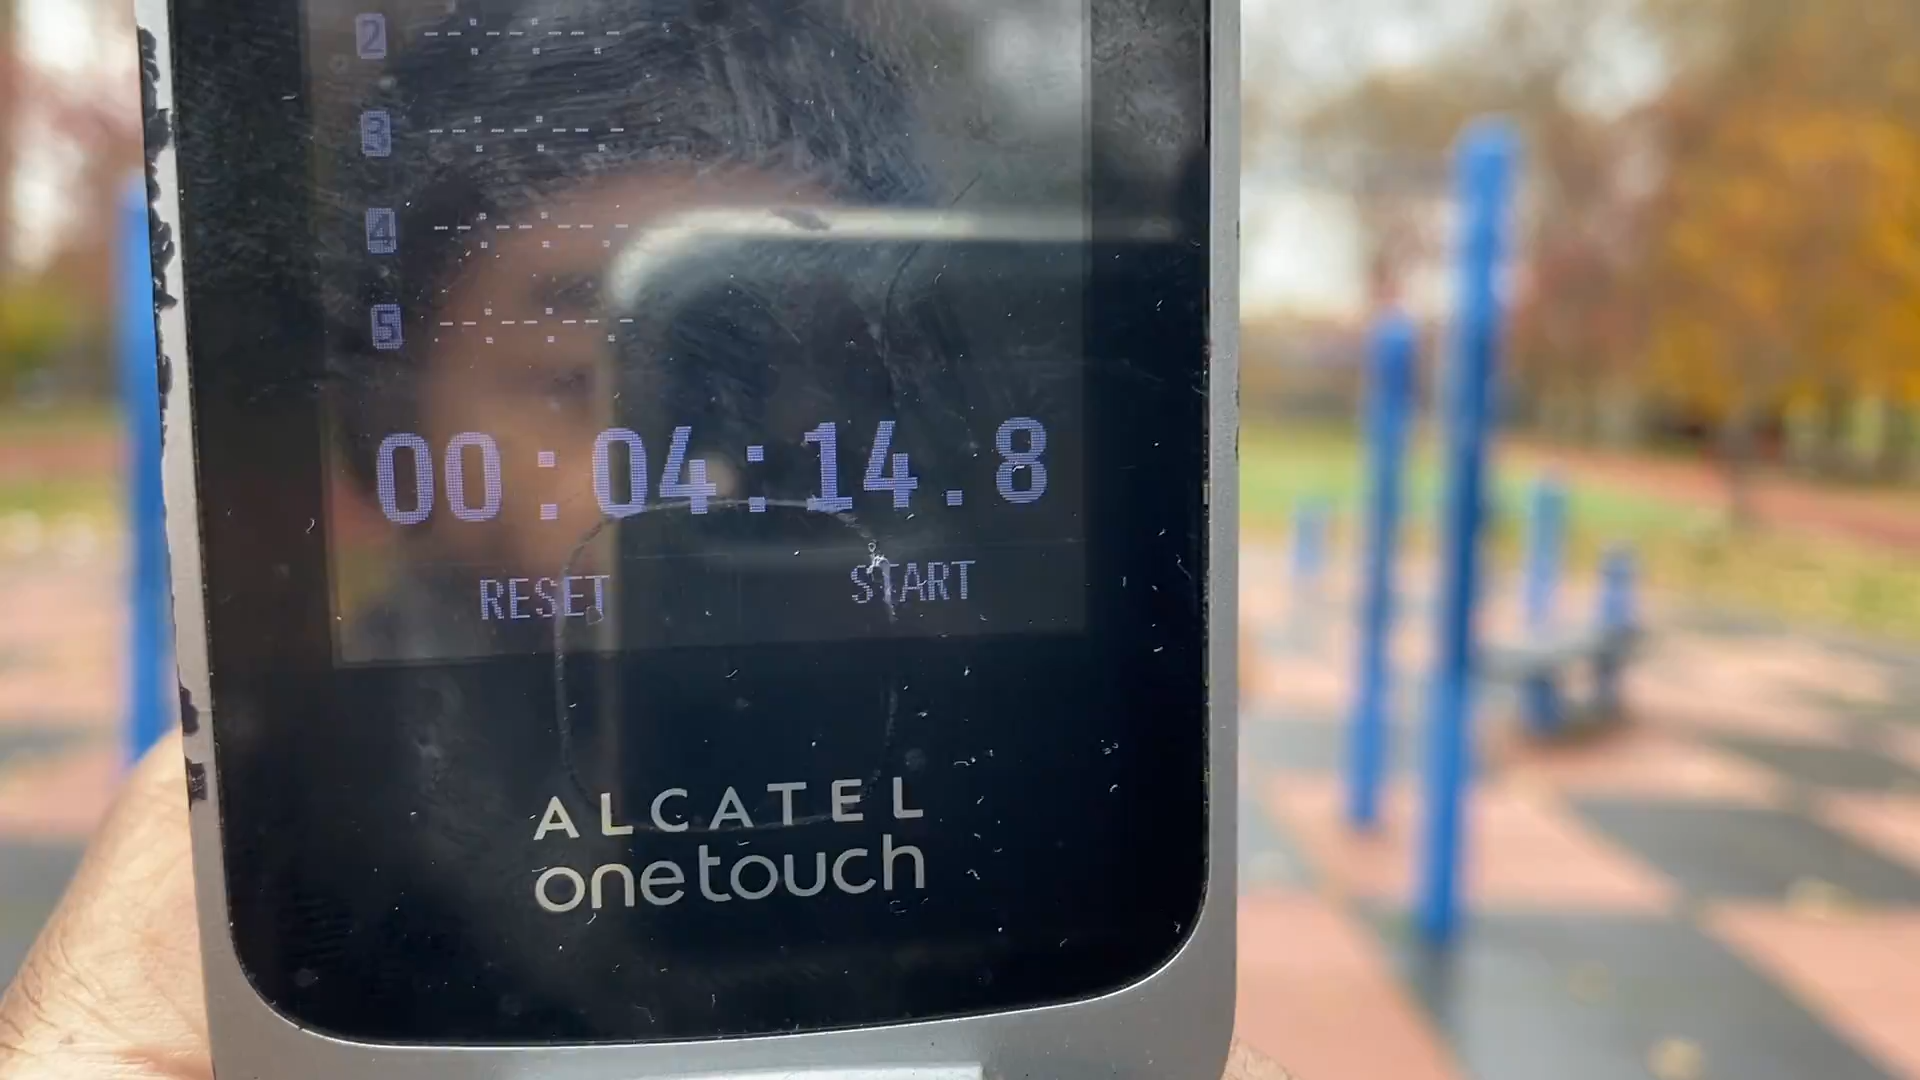 2 --:--:--.-
3 --:--:--.-
4 --:--:--.-
5 --:--:--.-
00:04:14.8
RESET START
ALCATEL
onetouch